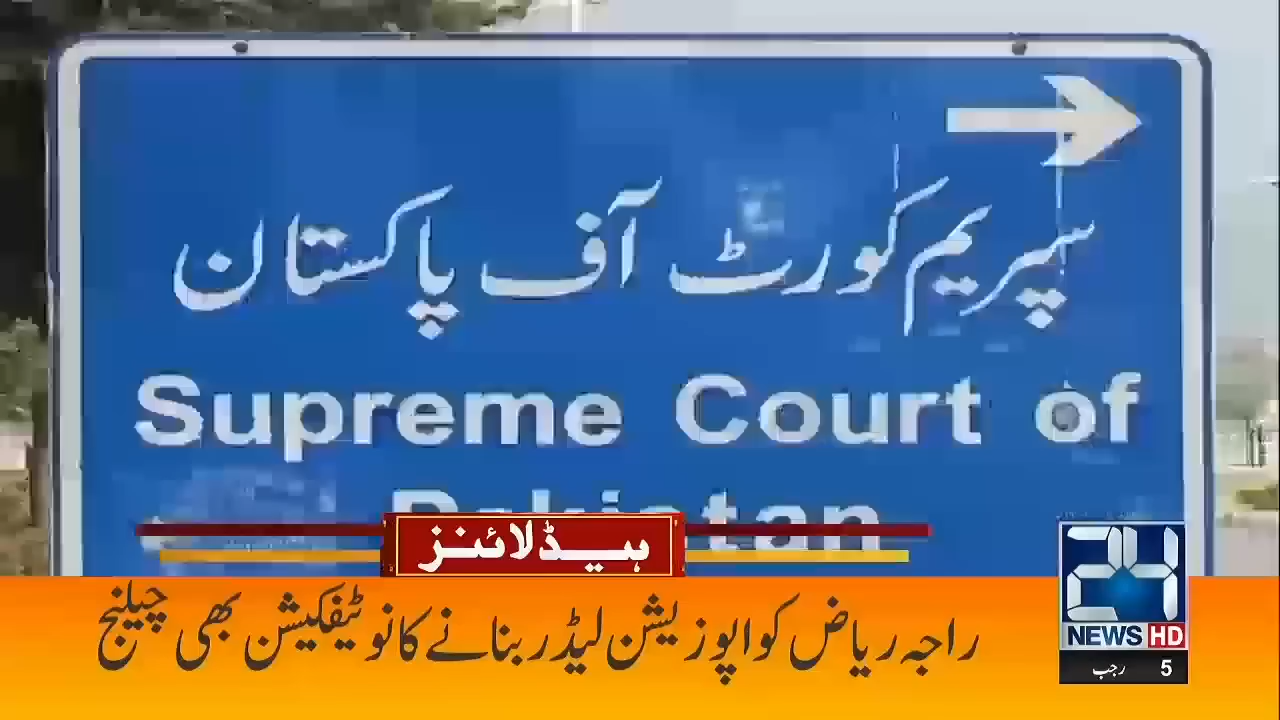 سپریم کورٹ آف پاکستان
Supreme Court of
Pakistan
ہیڈلائنز
راجہ ریاض کو اپوزیشن لیڈر بنانے کا نوٹیفکیشن بھی چیلنج
24
NEWS HD
5 رجب